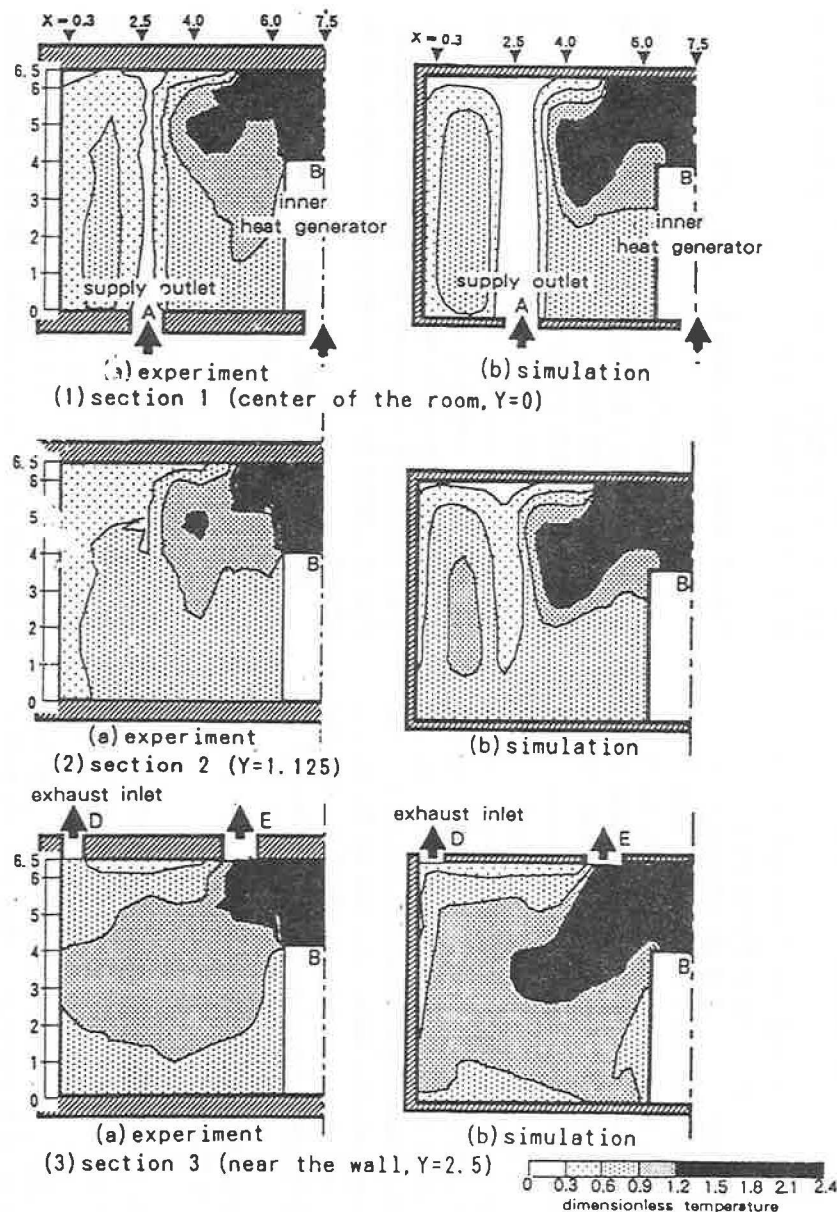 X = 0.3 2.5 4.0 6.0 7.5
6.5
6
5
4
3
2
1
0
B
inner
heat generator
supply outlet
A
(a) experiment
X = 0.3 2.5 4.0 6.0 7.5
B
inner
heat generator
supply outlet
A
(b) simulation
(1) section 1 (center of the room, Y=0)
6.5
6
5
4
3
2
1
0
B
(a) experiment
B
(b) simulation
(2) section 2 (Y=1.125)
exhaust inlet
D E
6.5
6
5
4
3
2
1
0
B
(a) experiment
exhaust inlet
D E
B
(b) simulation
(3) section 3 (near the wall, Y=2.5)
0 0.3 0.6 0.9 1.2 1.5 1.8 2.1 2.4
dimensionless temperature